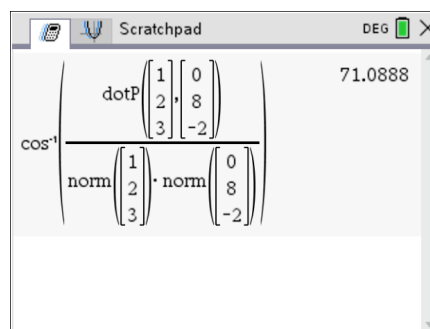 Scratchpad DEG
cos⁻¹(dotP([1 2 3],[0 8 -2]) / (norm([1 2 3])·norm([0 8 -2]))) 71.0888